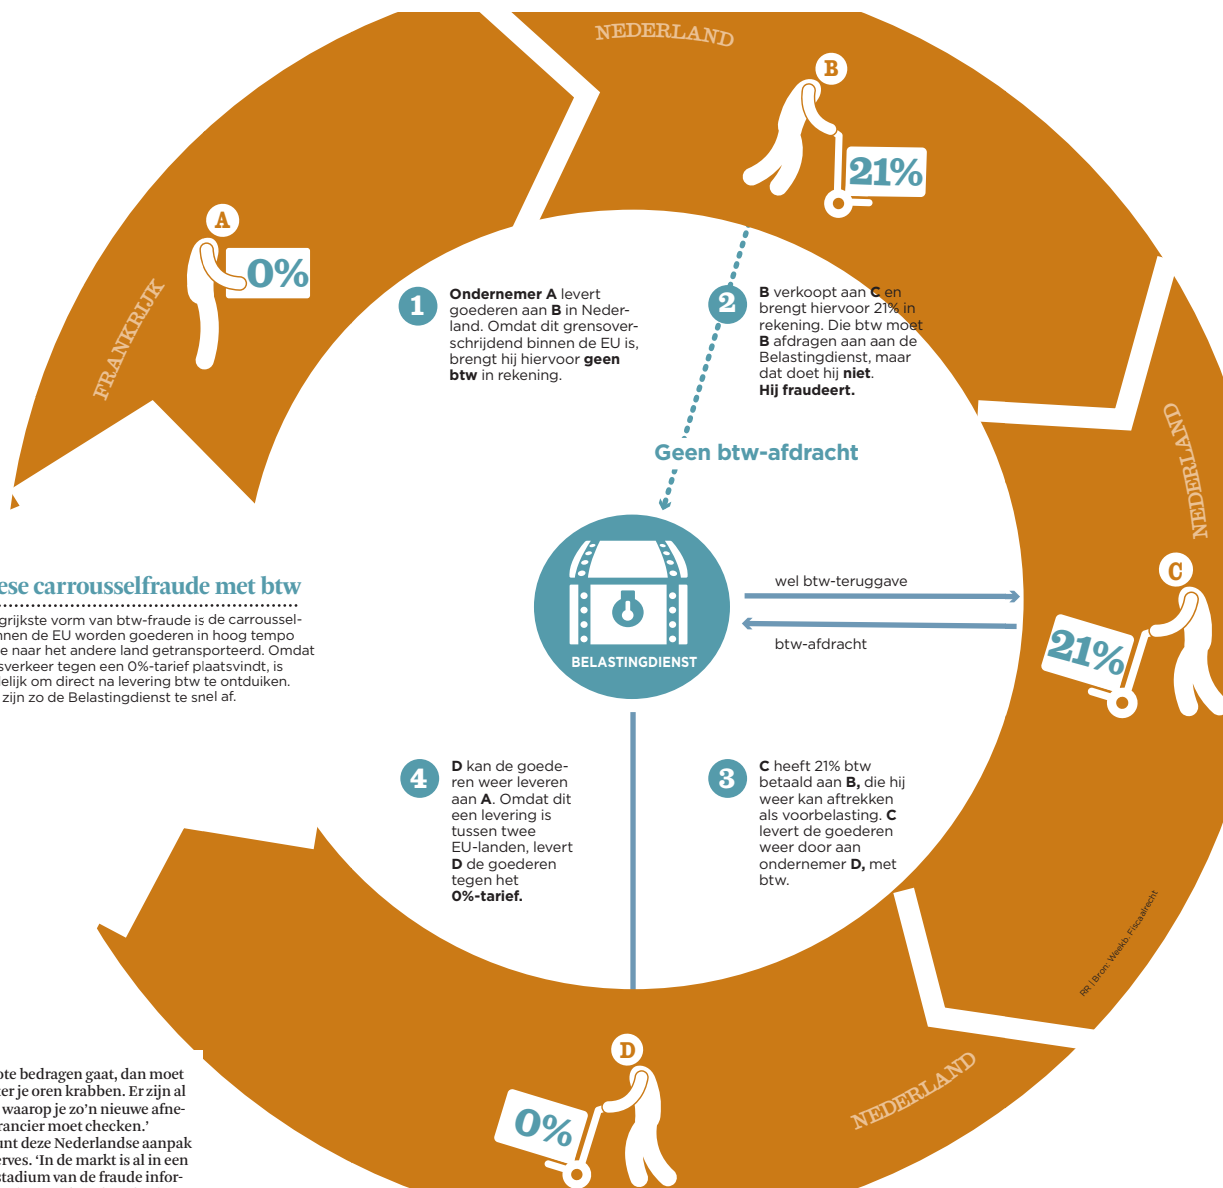 NEDERLAND
B
21%
A
0%
FRANKRIJK
1
Ondernemer A levert
goederen aan B in Neder-
land. Omdat dit grensover-
schrijdend binnen de EU is,
brengt hij hiervoor geen
btw in rekening.
2
B verkoopt aan C en
brengt hiervoor 21% in
rekening. Die btw moet
B afdragen aan aan de
Belastingdienst, maar
dat doet hij niet.
Hij fraudeert.
Geen btw-afdracht
NEDERLAND
C
21%
ese carrousselfraude met btw
grijkste vorm van btw-fraude is de carroussel-
nnen de EU worden goederen in hoog tempo
e naar het andere land getransporteerd. Omdat
sverkeer tegen een 0%-tarief plaatsvindt, is
lelijk om direct na levering btw te ontduiken.
zijn zo de Belastingdienst te snel af.
wel btw-teruggave
btw-afdracht
BELASTINGDIENST
4
D kan de goede-
ren weer leveren
aan A. Omdat dit
een levering is
tussen twee
EU-landen, levert
D de goederen
tegen het
0%-tarief.
3
C heeft 21% btw
betaald aan B, die hij
weer kan aftrekken
als voorbelasting. C
levert de goederen
weer door aan
ondernemer D, met
btw.
RR | Bron: Weekb. Fiscaalrecht
D
0%
NEDERLAND
ote bedragen gaat, dan moet
ter je oren krabben. Er zijn al
waarop je zo'n nieuwe afne-
rancier moet checken.'
unt deze Nederlandse aanpak
erves. 'In de markt is al in een
stadium van de fraude infor-